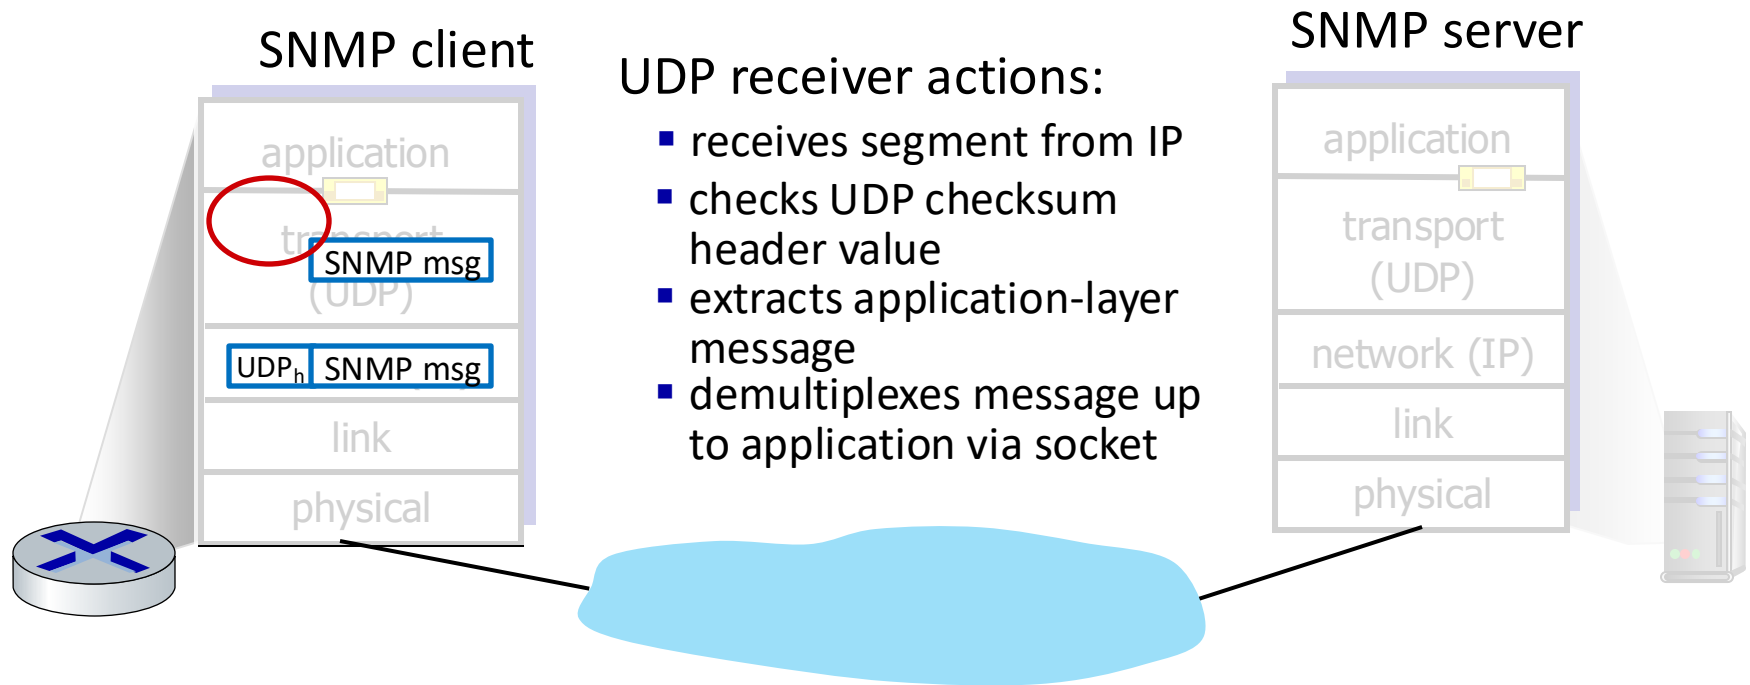 SNMP client
application
transport
SNMP msg
(UDP)
UDPh SNMP msg
link
physical
UDP receiver actions:
▪ receives segment from IP
▪ checks UDP checksum
header value
▪ extracts application-layer
message
▪ demultiplexes message up
to application via socket
SNMP server
application
transport
(UDP)
network (IP)
link
physical